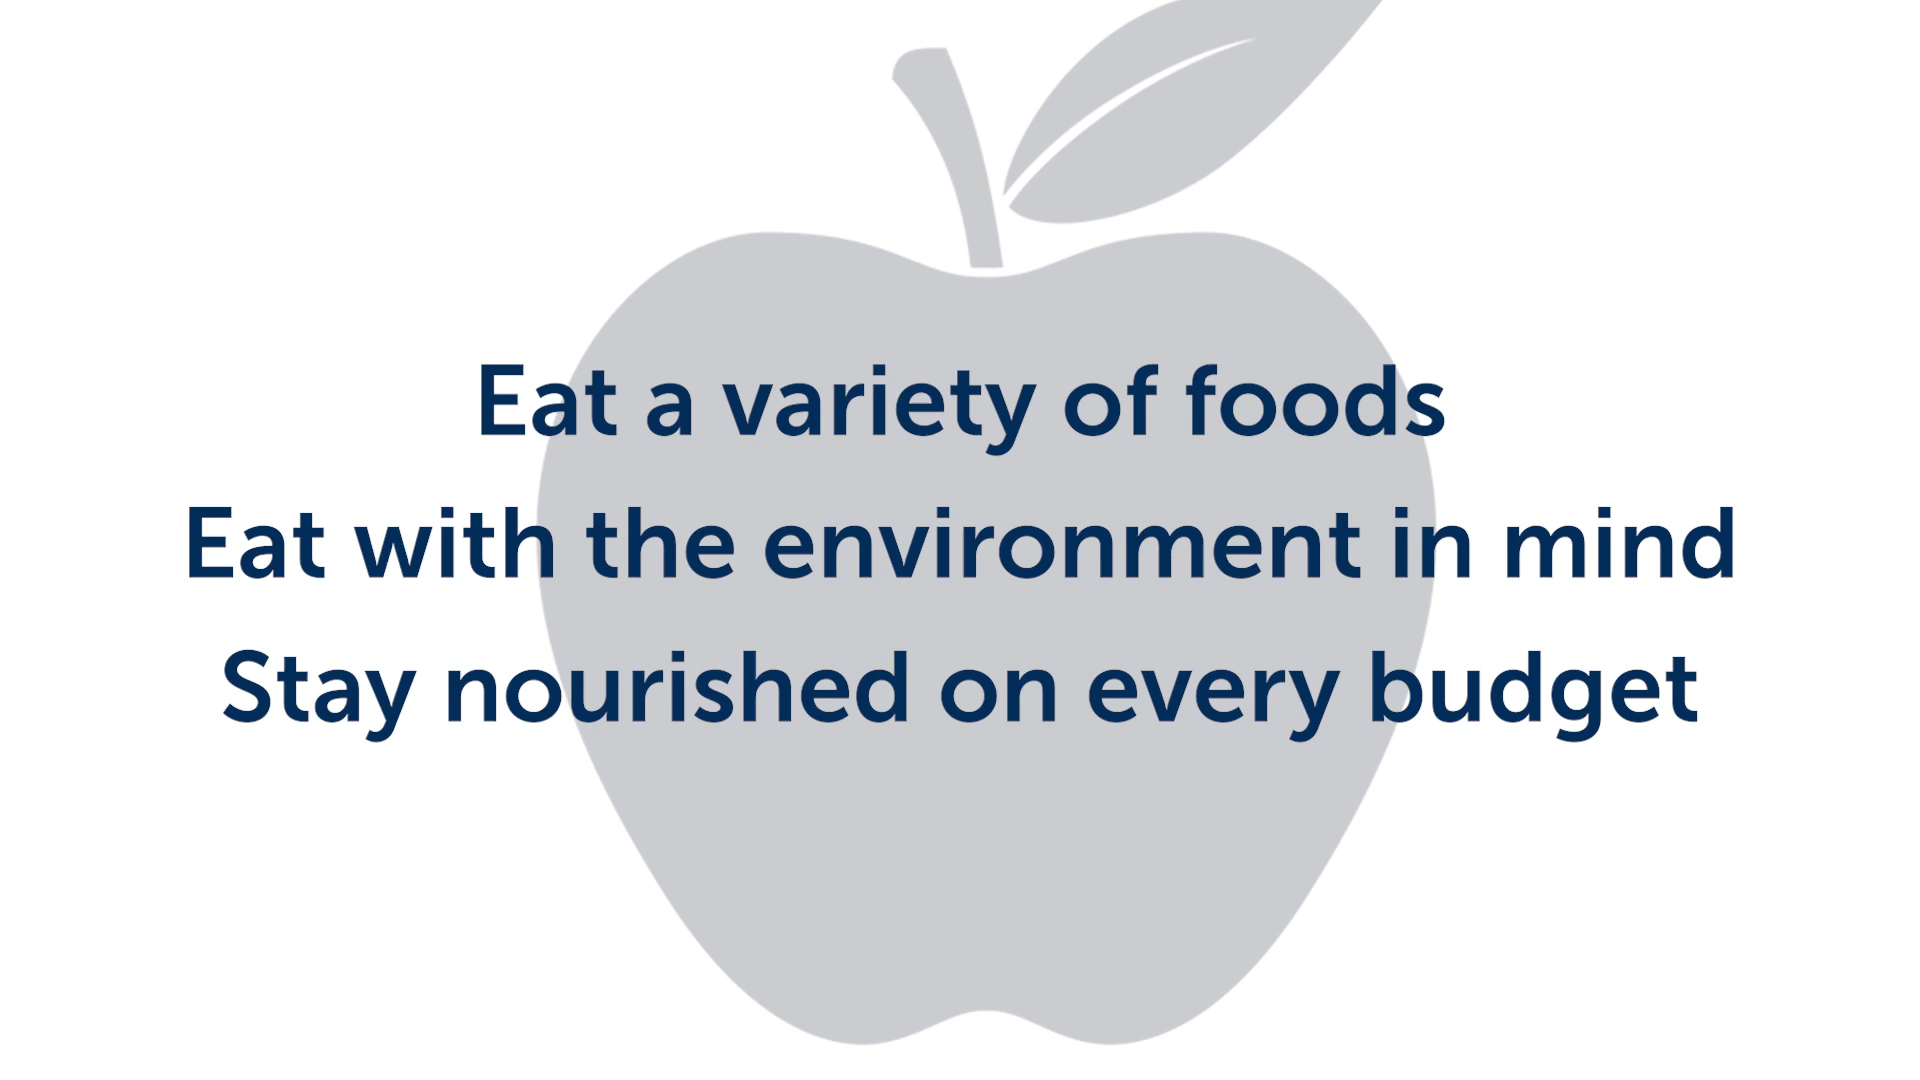 Eat a variety of foods
Eat with the environment in mind
Stay nourished on every budget